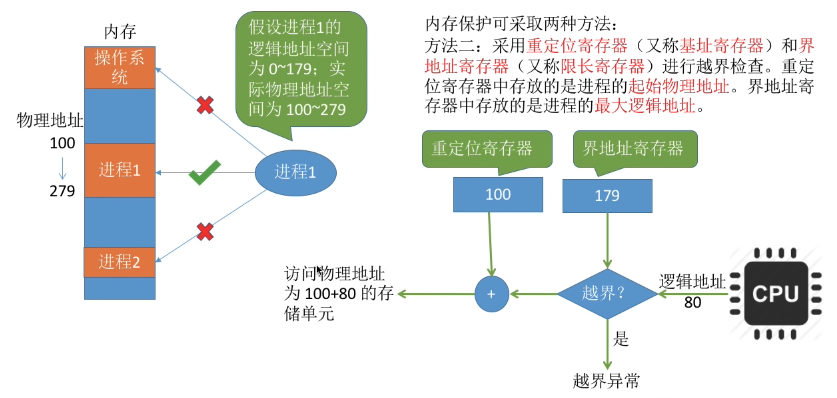 内存
操作系
统
物理地址
100
279
进程1
进程2
假设进程1的
逻辑地址空间
为 0~179；实
际物理地址空
间为 100~279
进程1
内存保护可采取两种方法：
方法二：采用重定位寄存器（又称基址寄存器）和界
地址寄存器（又称限长寄存器）进行越界检查。重定
位寄存器中存放的是进程的起始物理地址。界地址寄
存器中存放的是进程的最大逻辑地址。
重定位寄存器
界地址寄存器
100
179
访问物理地址
为 100+80 的存
储单元
+
越界？
逻辑地址
80
CPU
是
越界异常